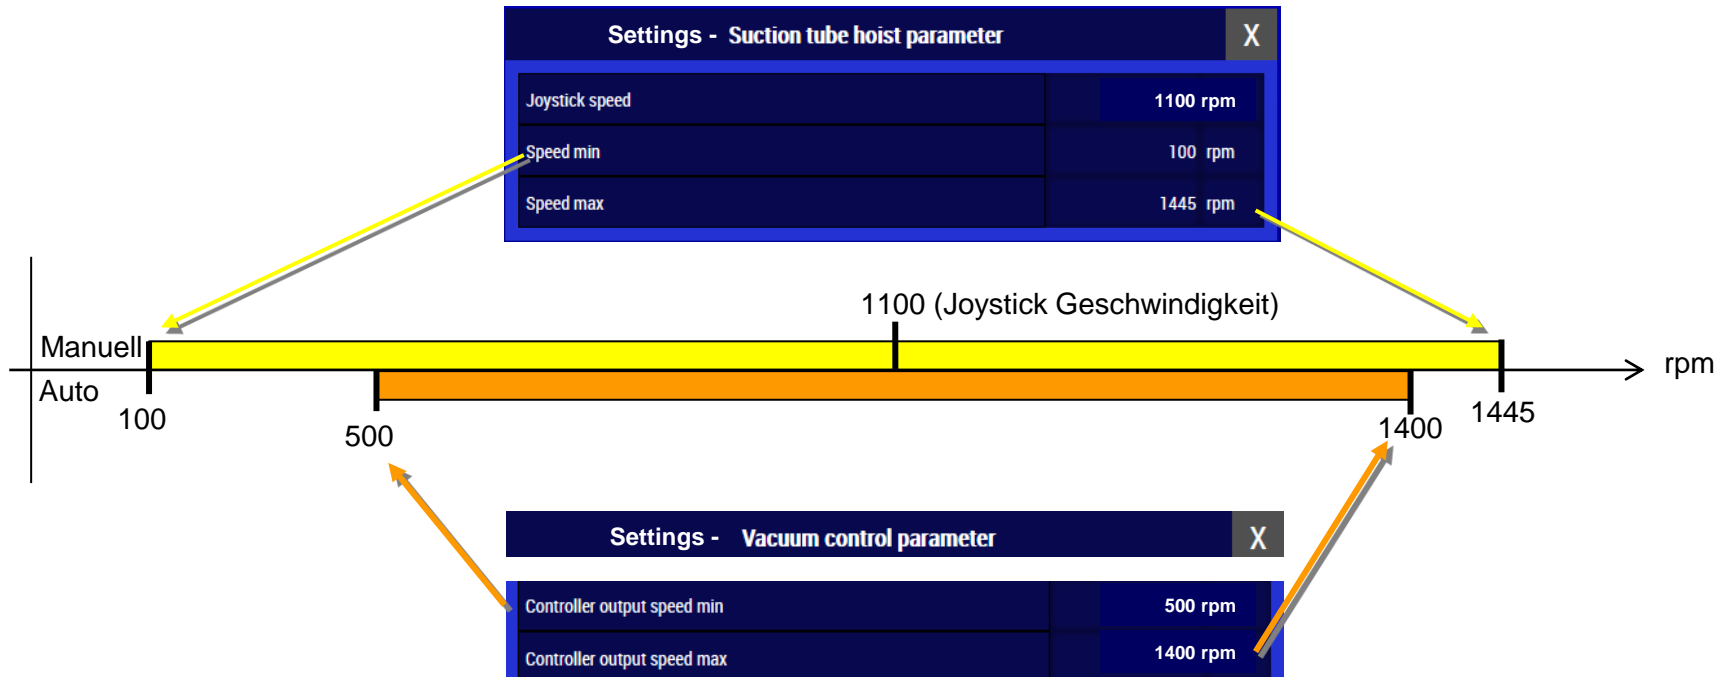 Settings - Suction tube hoist parameter X
Joystick speed 1100 rpm
Speed min 100 rpm
Speed max 1445 rpm
1100 (Joystick Geschwindigkeit)
Manuell
rpm
Auto
100
500
1400
1445
Settings - Vacuum control parameter X
Controller output speed min 500 rpm
Controller output speed max 1400 rpm